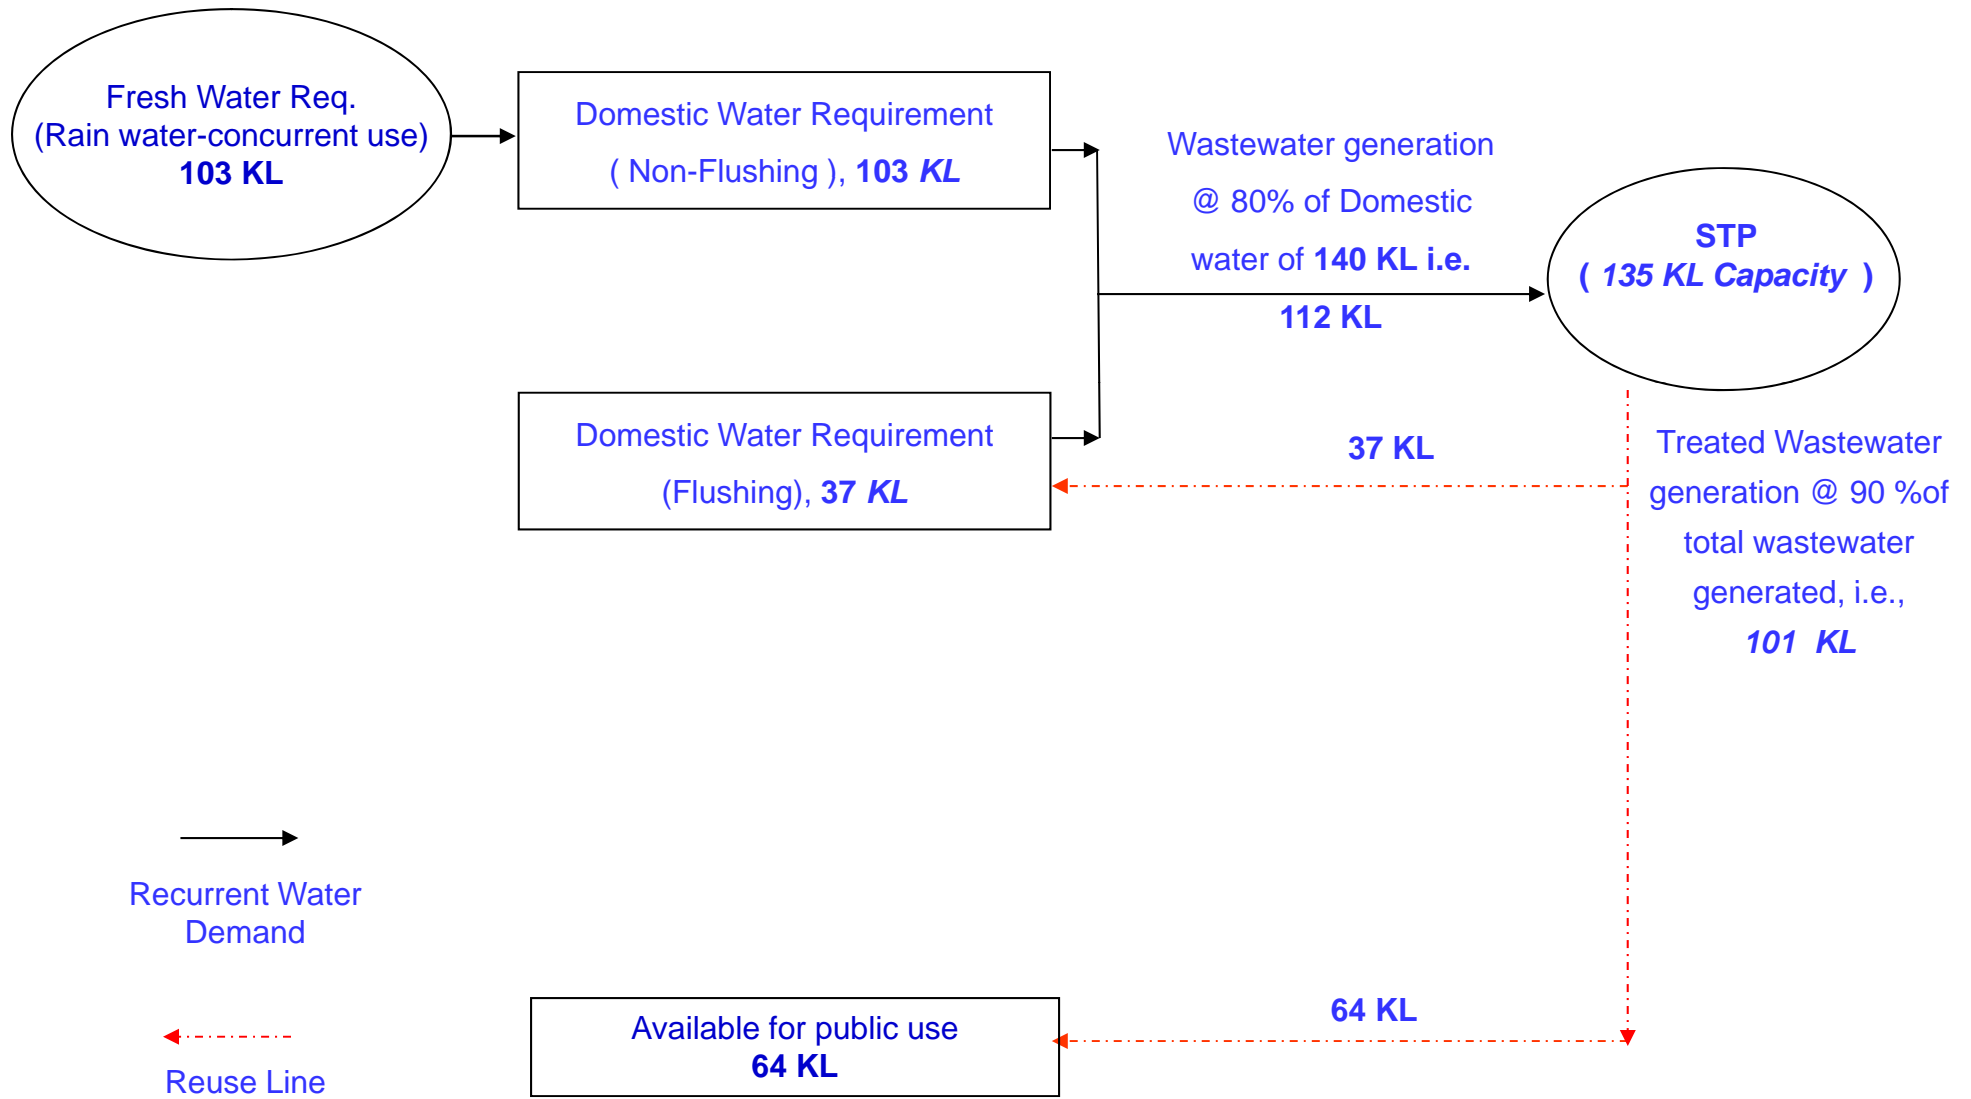 Fresh Water Req.
(Rain water-concurrent use)
103 KL
Domestic Water Requirement
( Non-Flushing ), 103 KL
Wastewater generation
@ 80% of Domestic
water of 140 KL i.e.
112 KL
STP
( 135 KL Capacity )
Domestic Water Requirement
(Flushing), 37 KL
37 KL
Treated Wastewater
generation @ 90 %of
total wastewater
generated, i.e.,
101 KL
Recurrent Water
Demand
Reuse Line
Available for public use
64 KL
64 KL